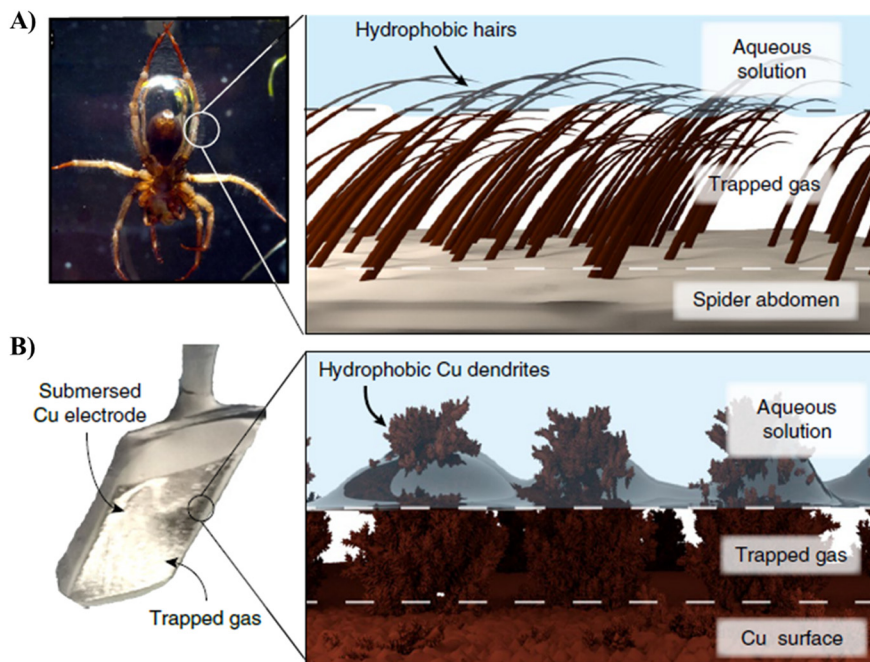 A)
Hydrophobic hairs
Aqueous
solution
Trapped gas
Spider abdomen
B)
Submersed
Cu electrode
Trapped gas
Hydrophobic Cu dendrites
Aqueous
solution
Trapped gas
Cu surface